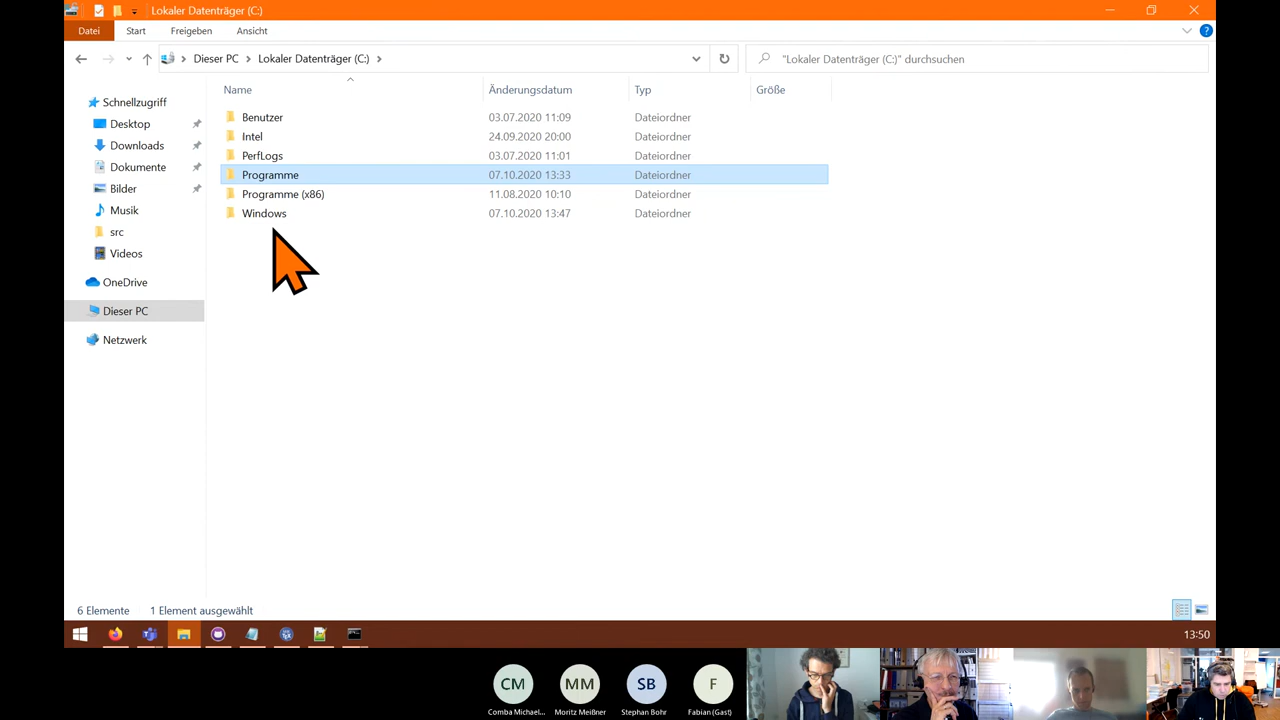 Lokaler Datenträger (C:)
Datei Start Freigeben Ansicht
Dieser PC Lokaler Datenträger (C:) "Lokaler Datenträger (C:)" durchsuchen
Name Änderungsdatum Typ Größe
Schnellzugriff
Desktop
Downloads
Dokumente
Bilder
Musik
src
Videos
OneDrive
Dieser PC
Netzwerk
Benutzer 03.07.2020 11:09 Dateiordner
Intel 24.09.2020 20:00 Dateiordner
PerfLogs 03.07.2020 11:01 Dateiordner
Programme 07.10.2020 13:33 Dateiordner
Programme (x86) 11.08.2020 10:10 Dateiordner
Windows 07.10.2020 13:47 Dateiordner
6 Elemente 1 Element ausgewählt
13:50
CM MM SB F
Comba Michael... Moritz Meißner Stephan Bohr Fabian (Gast)